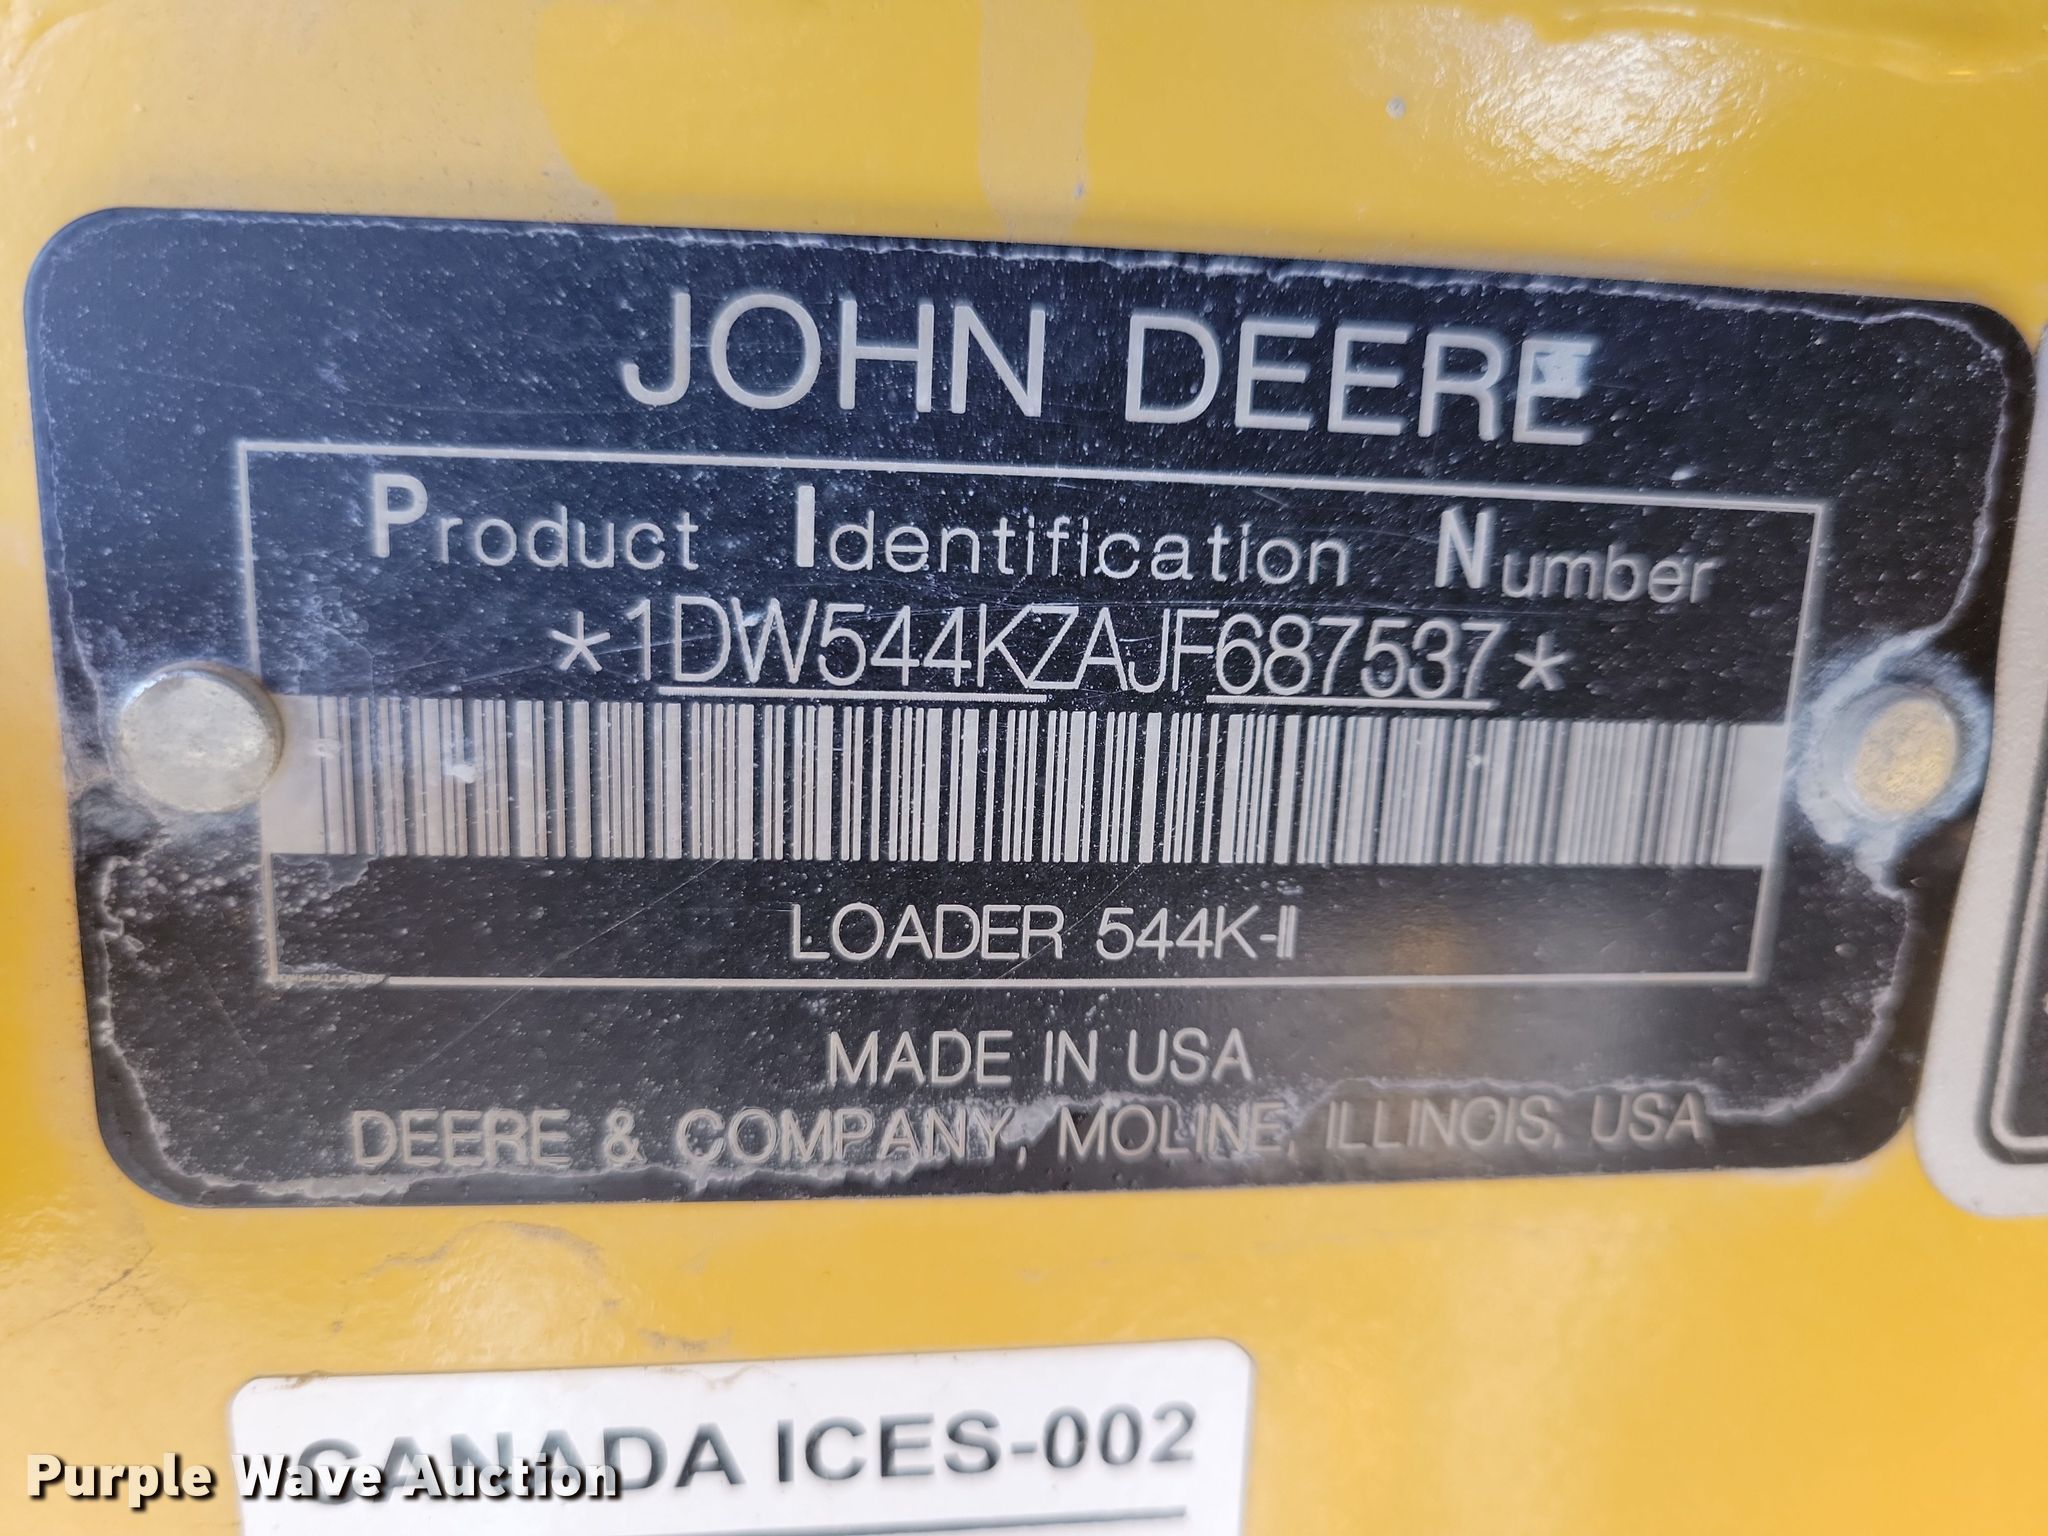 JOHN DEERE
Product Identification Number
*1DW544KZAJF687537*
LOADER 544K-II
MADE IN USA
DEERE & COMPANY, MOLINE, ILLINOIS, USA
CANADA ICES-002
Purple Wave Auction